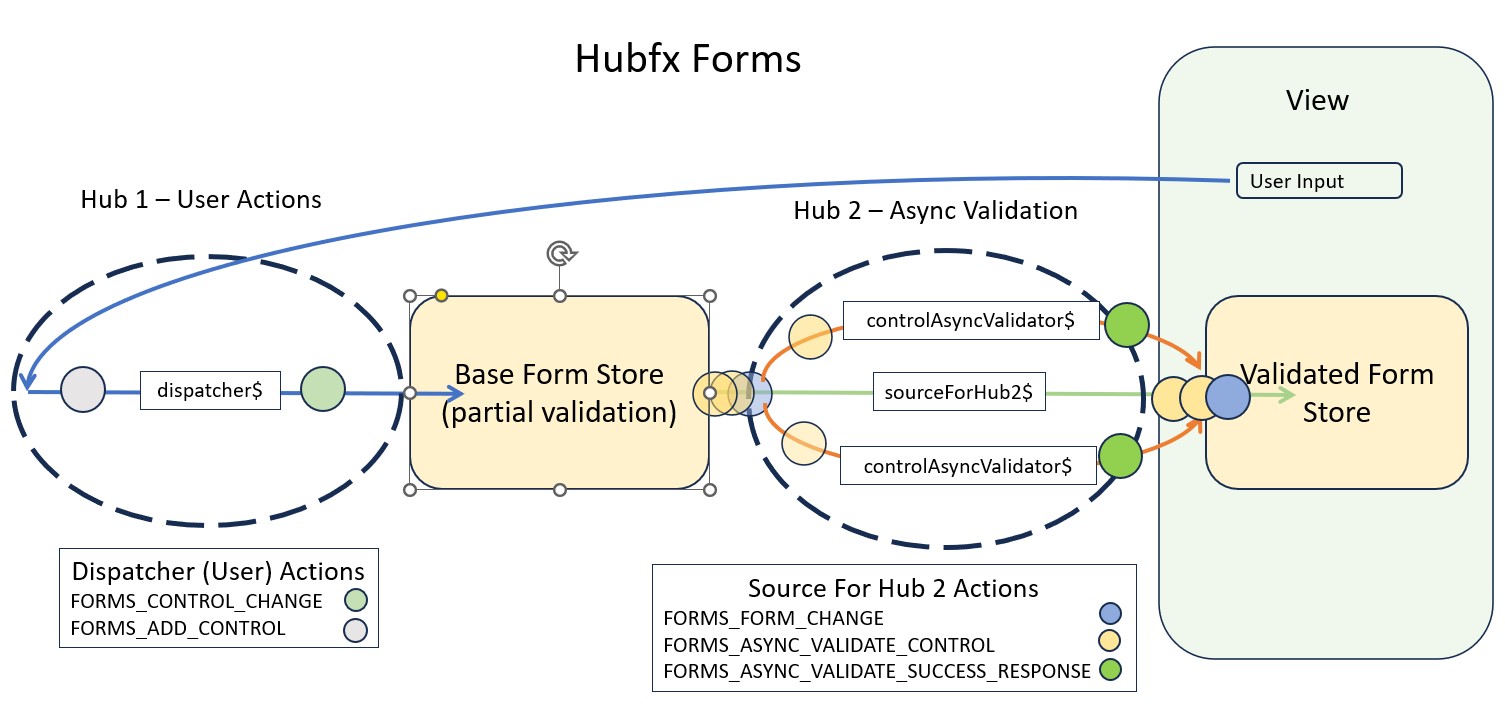 Hubfx Forms
View
User Input
Hub 1 – User Actions
Hub 2 – Async Validation
controlAsyncValidator$
dispatcher$
Base Form Store
(partial validation)
sourceForHub2$
Validated Form
Store
controlAsyncValidator$
Dispatcher (User) Actions
FORMS_CONTROL_CHANGE
FORMS_ADD_CONTROL
Source For Hub 2 Actions
FORMS_FORM_CHANGE
FORMS_ASYNC_VALIDATE_CONTROL
FORMS_ASYNC_VALIDATE_SUCCESS_RESPONSE